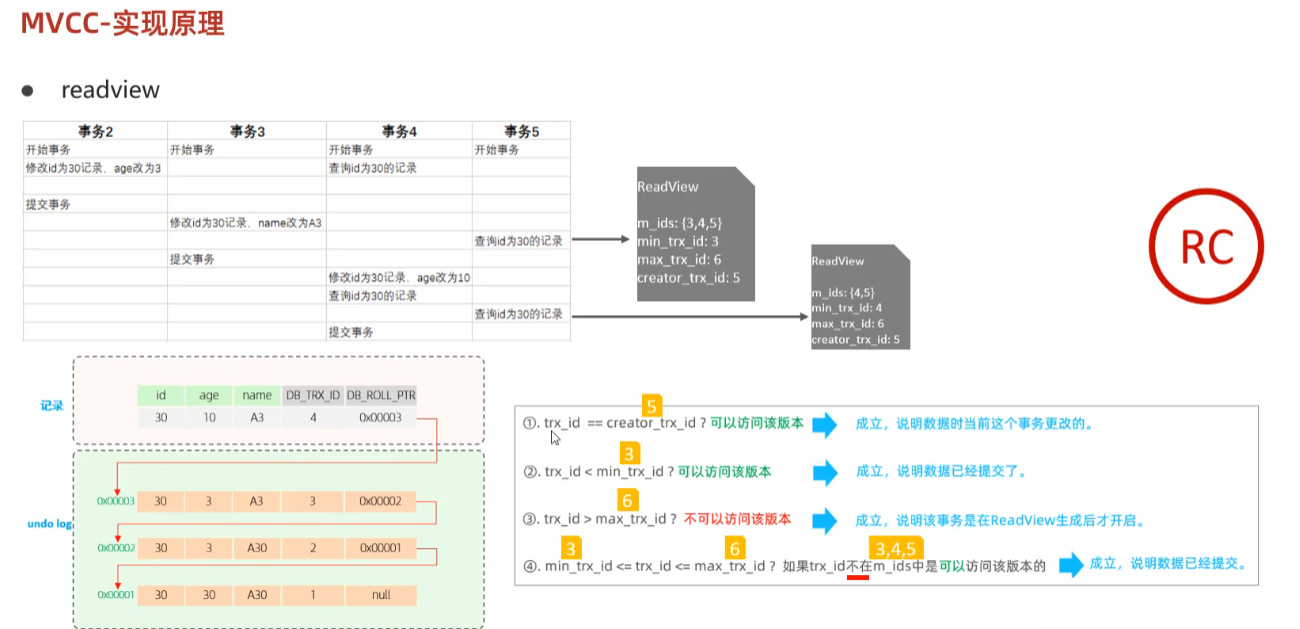 MVCC-实现原理
● readview
事务2 事务3 事务4 事务5
开始事务 开始事务 开始事务 开始事务
修改id为30记录，age改为3 查询id为30的记录
提交事务
修改id为30记录，name改为A3
查询id为30的记录
提交事务
修改id为30记录，age改为10
查询id为30的记录
查询id为30的记录
提交事务
ReadView
m_ids: {3,4,5}
min_trx_id: 3
max_trx_id: 6
creator_trx_id: 5
ReadView
m_ids: {4,5}
min_trx_id: 4
max_trx_id: 6
creator_trx_id: 5
RC
记录
id age name DB_TRX_ID DB_ROLL_PTR
30 10 A3 4 0x00003
undo log
0x00003 30 3 A3 3 0x00002
0x00002 30 3 A30 2 0x00001
0x00001 30 30 A30 1 null
5
①. trx_id == creator_trx_id ? 可以访问该版本 成立，说明数据时当前这个事务更改的。
3
②. trx_id < min_trx_id ? 可以访问该版本 成立，说明数据已经提交了。
6
③. trx_id > max_trx_id ? 不可以访问该版本 成立，说明该事务是在ReadView生成后才开启。
3 6 3,4,5
④. min_trx_id <= trx_id <= max_trx_id ? 如果trx_id不在m_ids中是可以访问该版本的 成立，说明数据已经提交。